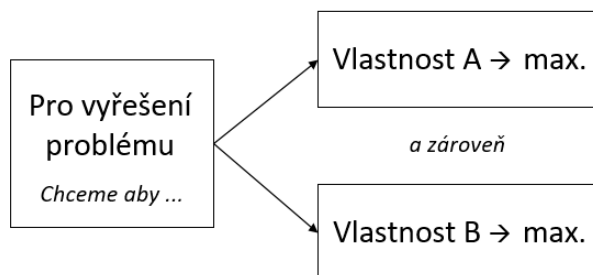 Pro vyřešení
problému
Chceme aby ...
Vlastnost A → max.
a zároveň
Vlastnost B → max.